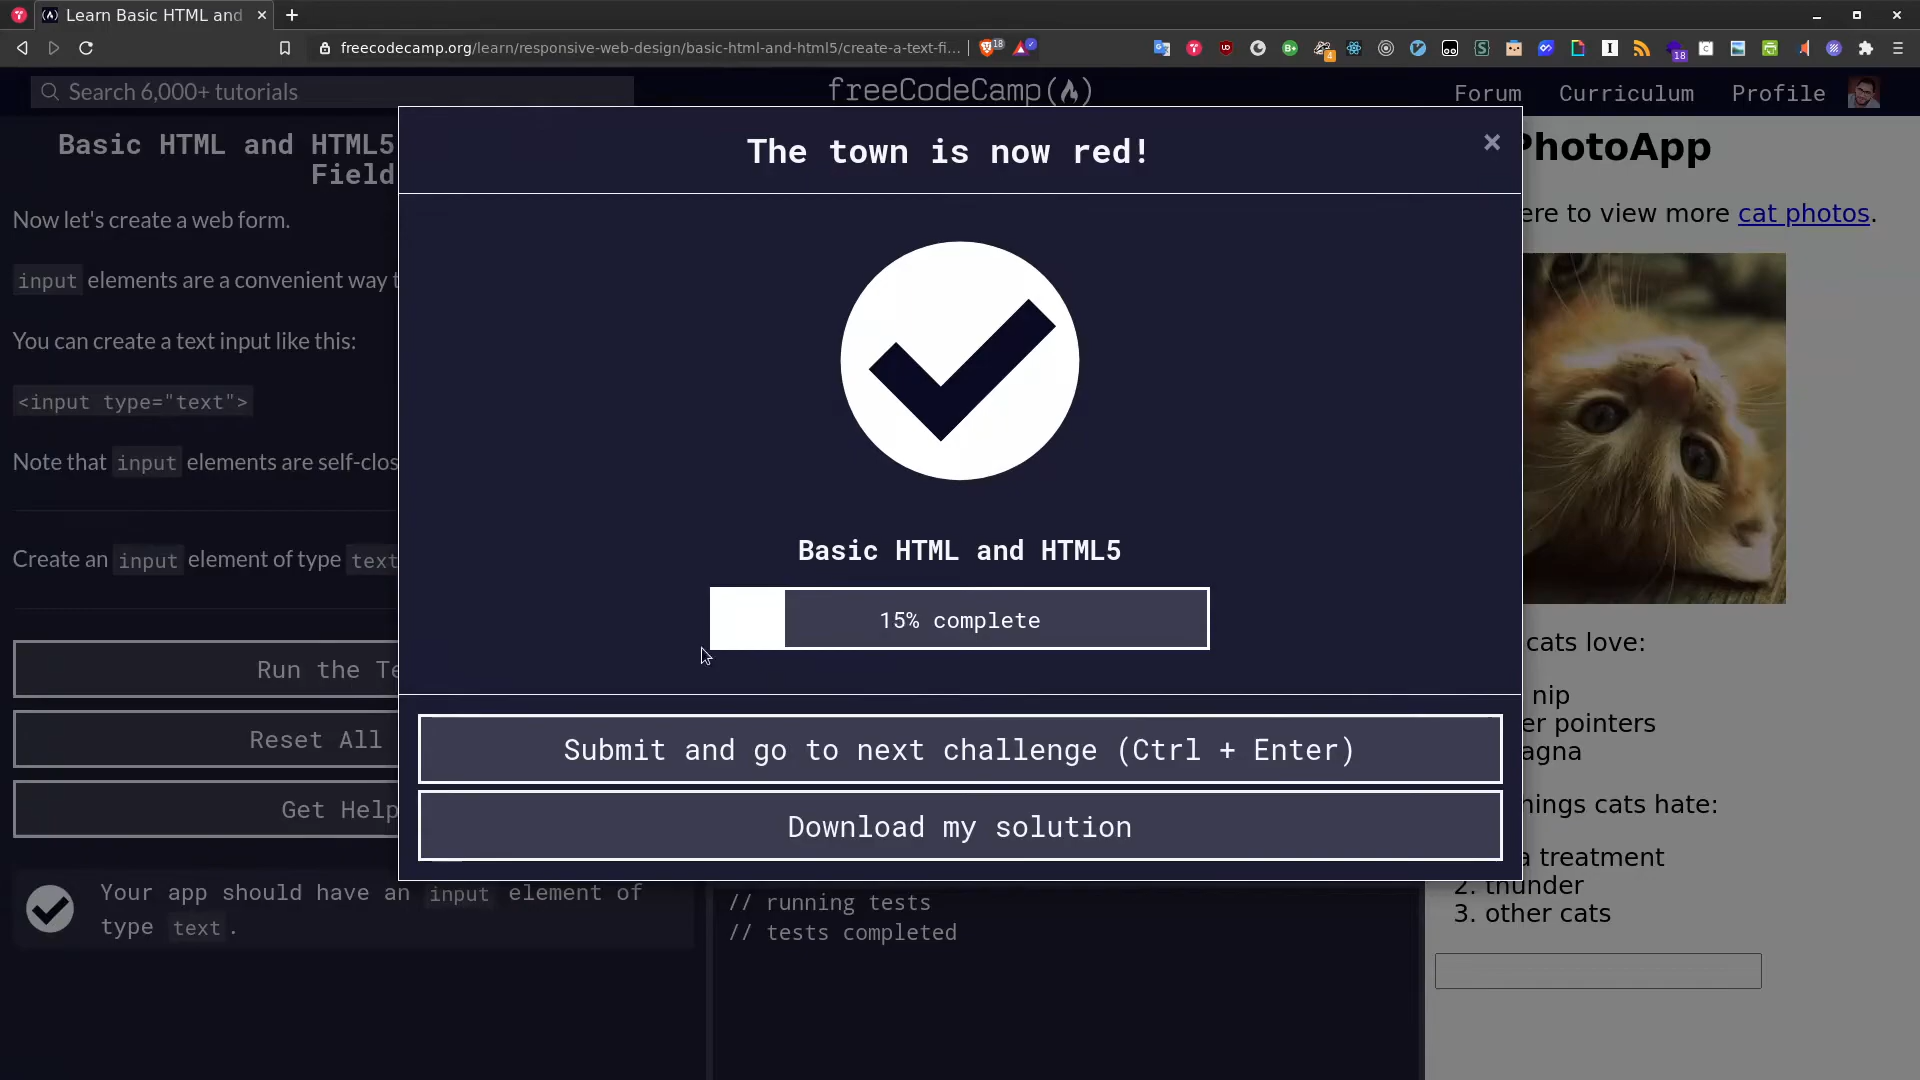 Learn Basic HTML and
freecodecamp.org/learn/responsive-web-design/basic-html-and-html5/create-a-text-fi...
18
4
18
Search 6,000+ tutorials
freeCodeCamp(🔥)
Forum
Curriculum
Profile
Basic HTML and HTML5
Field
Now let's create a web form.
input elements are a convenient way
You can create a text input like this:
<input type="text">
Note that input elements are self-clos
Create an input element of type text
Run the Te
Reset All
Get Help
Your app should have an input element of
type text.
The town is now red!
×
Basic HTML and HTML5
15% complete
Submit and go to next challenge (Ctrl + Enter)
Download my solution
// running tests
// tests completed
PhotoApp
ere to view more cat photos.
cats love:
nip
er pointers
agna
hings cats hate:
a treatment
2. thunder
3. other cats